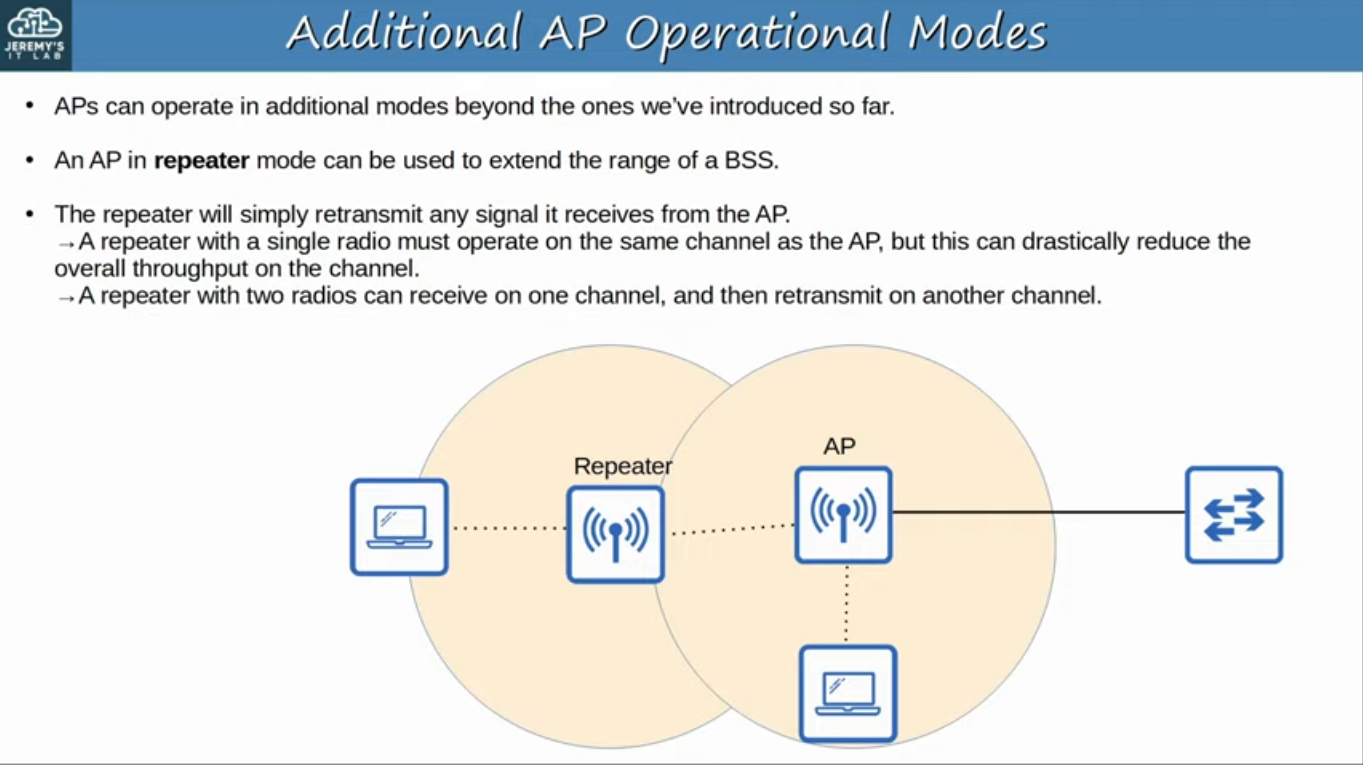 JEREMY'S
IT LAB
Additional AP Operational Modes
• APs can operate in additional modes beyond the ones we've introduced so far.
• An AP in repeater mode can be used to extend the range of a BSS.
• The repeater will simply retransmit any signal it receives from the AP.
→A repeater with a single radio must operate on the same channel as the AP, but this can drastically reduce the
overall throughput on the channel.
→A repeater with two radios can receive on one channel, and then retransmit on another channel.
AP
Repeater